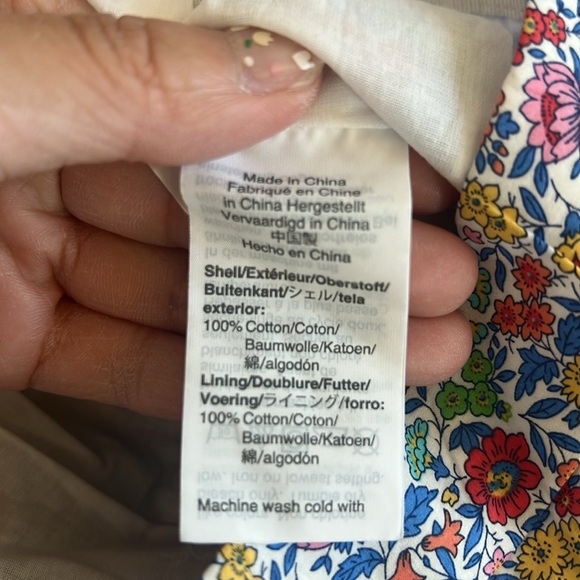 Made in China
Fabriqué en Chine
in China Hergestellt
Vervaardigd in China
中国製
Hecho en China
Shell/Extérieur/Oberstoff/
Buitenkant/シェル/tela
exterior:
100% Cotton/Coton/
Baumwolle/Katoen/
綿/algodón
Lining/Doublure/Futter/
Voering/ライニング/forro:
100% Cotton/Coton/
Baumwolle/Katoen/
綿/algodón
Machine wash cold with